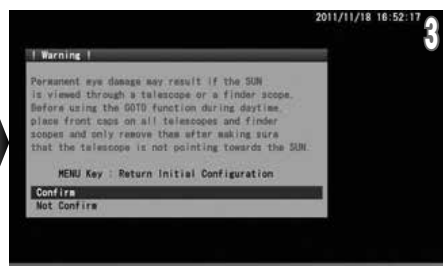 2011/11/18 16:52:17
3
! Warning !
Permanent eye damage may result if the SUN
is viewed through a telescope or a finder scope.
Before using the GOTO function during daytime,
place front caps on all telescopes and finder
scopes and only remove them after making sure
that the telescope is not pointing towards the SUN.
MENU Key : Return Initial Configuration
Confirm
Not Confirm